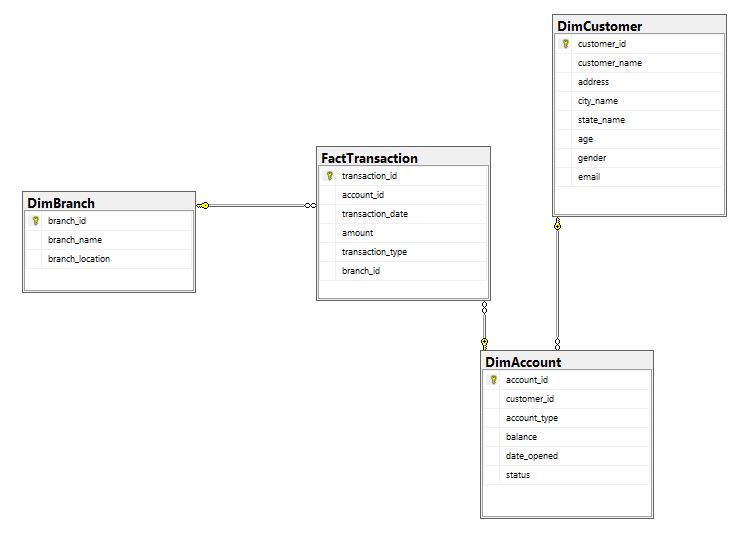 DimCustomer
customer_id
customer_name
address
city_name
state_name
age
gender
email
FactTransaction
transaction_id
account_id
transaction_date
amount
transaction_type
branch_id
DimBranch
branch_id
branch_name
branch_location
DimAccount
account_id
customer_id
account_type
balance
date_opened
status